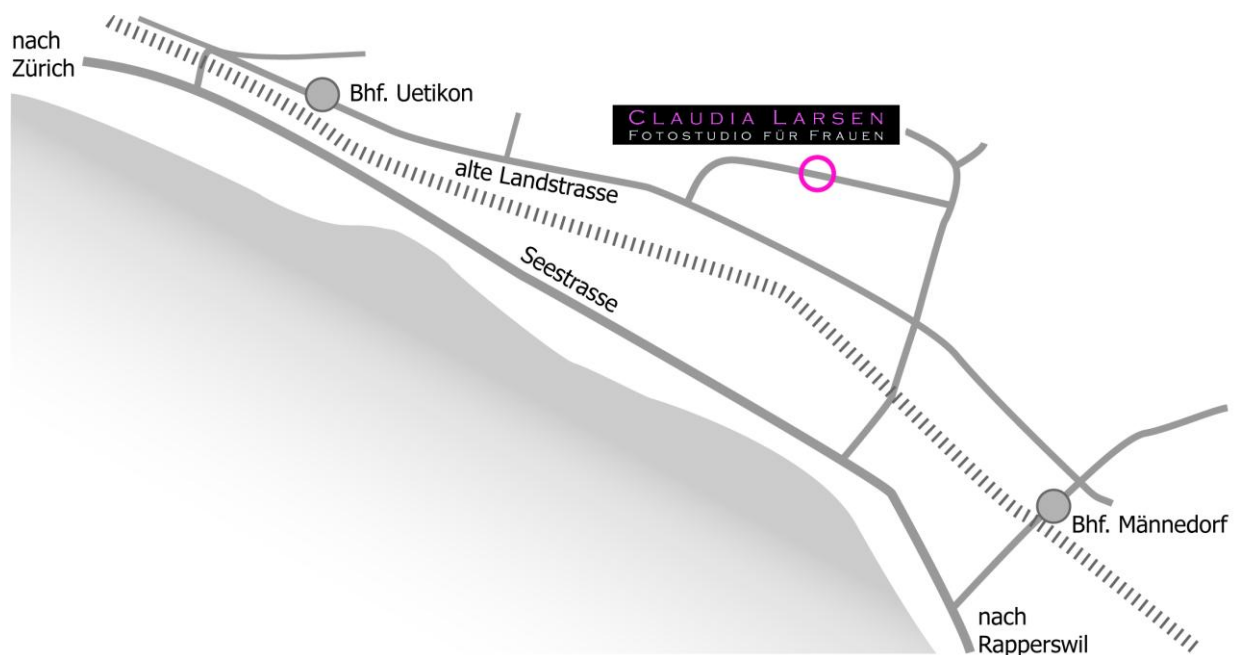 nach
Zürich
Bhf. Uetikon
CLAUDIA LARSEN
FOTOSTUDIO FÜR FRAUEN
alte Landstrasse
Seestrasse
Bhf. Männedorf
nach
Rapperswil